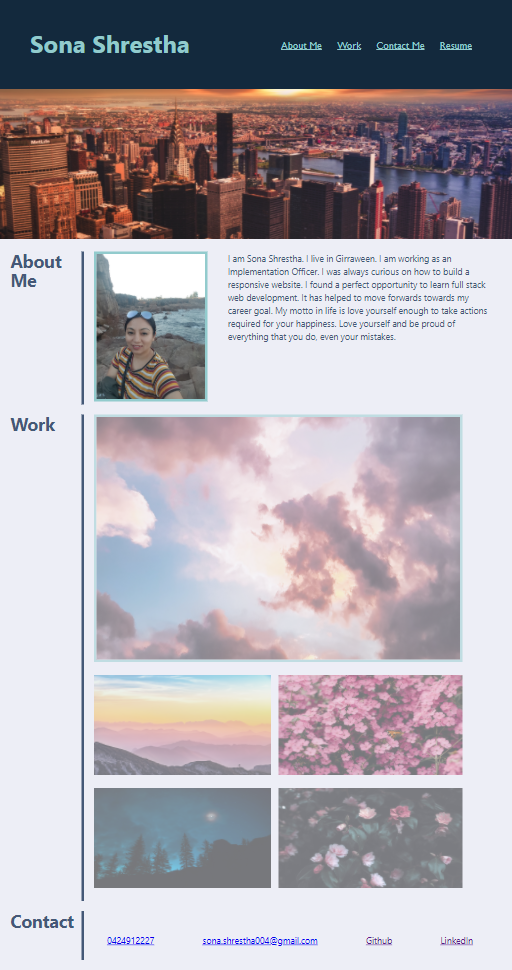 Sona Shrestha
About Me Work Contact Me Resume
MetLife
About
Me
I am Sona Shrestha. I live in Girraween. I am working as an
Implementation Officer. I was always curious on how to build a
responsive website. I found a perfect opportunity to learn full stack
web development. It has helped to move forwards towards my
career goal. My motto in life is love yourself enough to take actions
required for your happiness. Love yourself and be proud of
everything that you do, even your mistakes.
Work
Contact
0424912227 sona.shrestha004@gmail.com Github LinkedIn